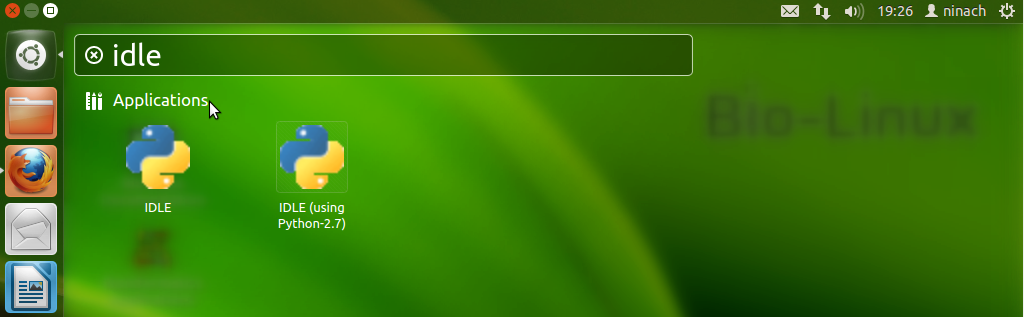 19:26 ninach
idle
Applications
Bio-Linux
IDLE
IDLE (using
Python-2.7)